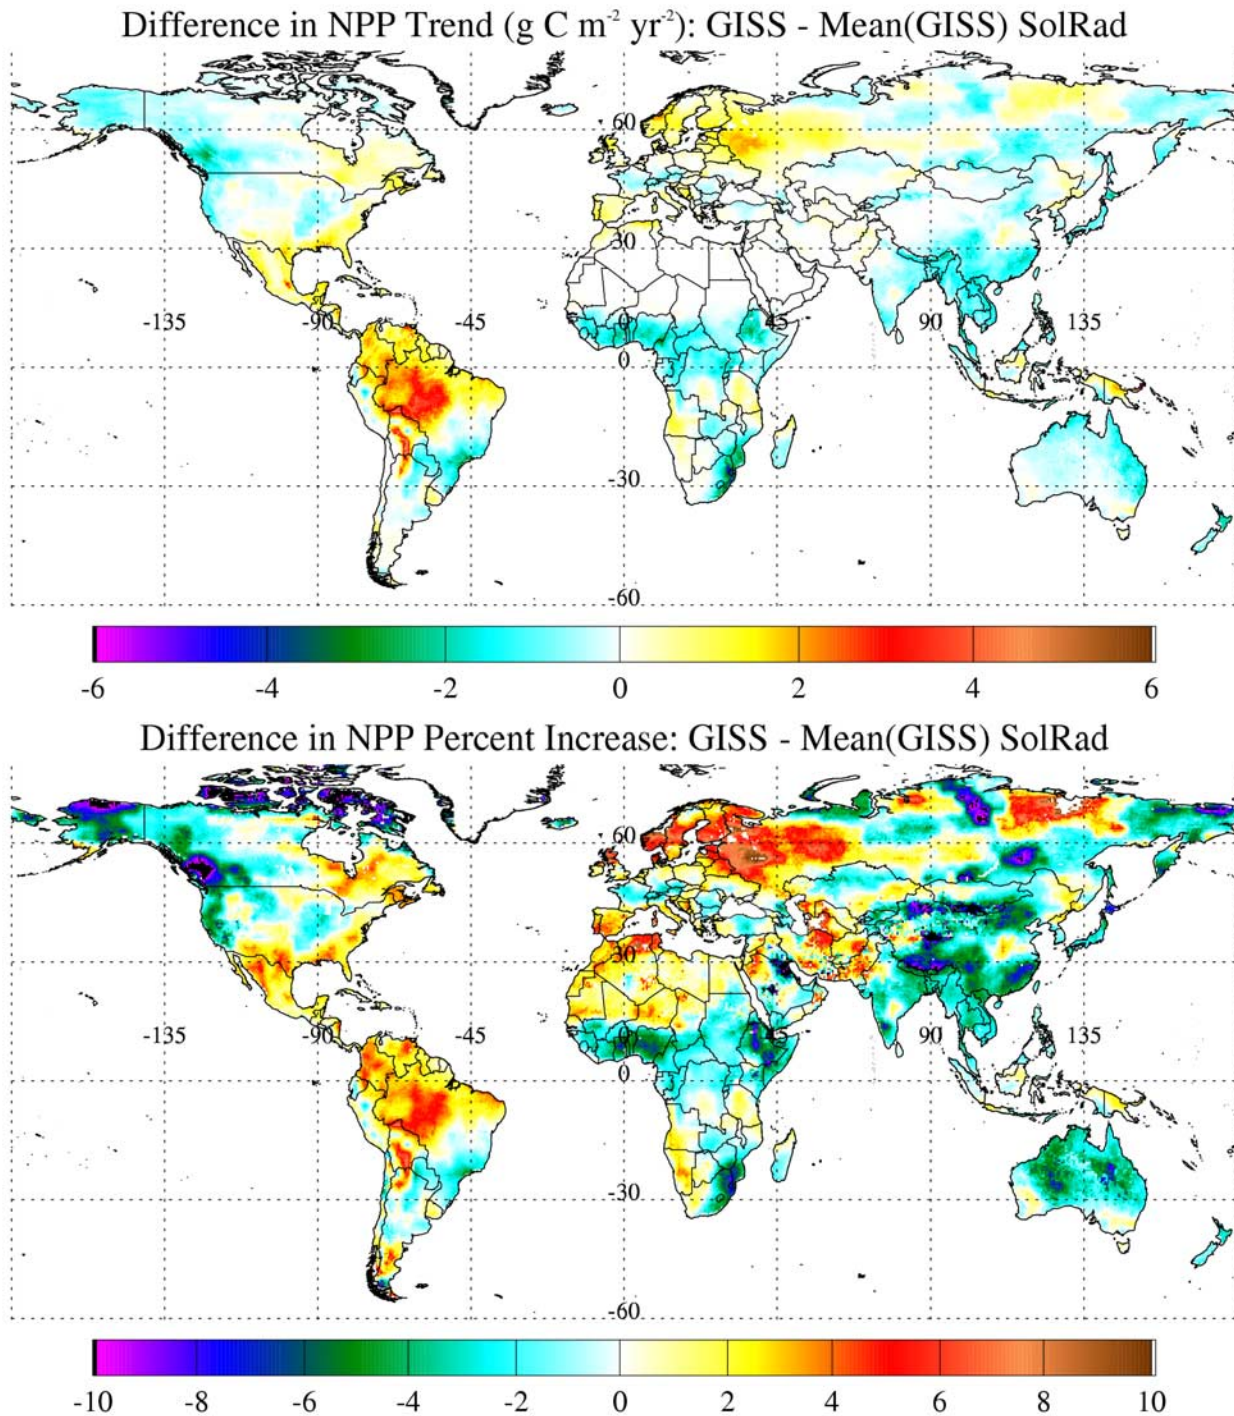 Difference in NPP Trend (g C m⁻² yr⁻²): GISS - Mean(GISS) SolRad
60
30
-135 -90 -45 0 45 90 135
0
-30
-60
-6 -4 -2 0 2 4 6
Difference in NPP Percent Increase: GISS - Mean(GISS) SolRad
60
30
-135 -90 -45 0 45 90 135
0
-30
-60
-10 -8 -6 -4 -2 0 2 4 6 8 10